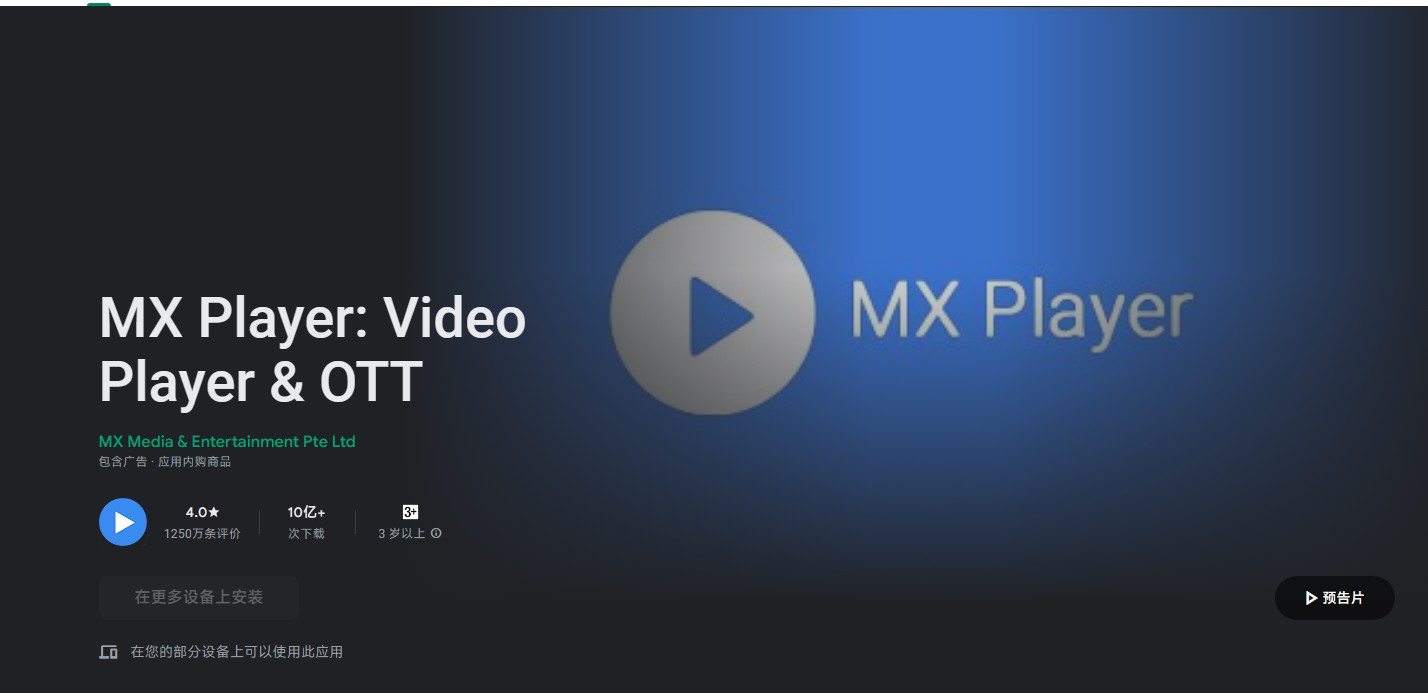 MX Player
MX Player: Video
Player & OTT
MX Media & Entertainment Pte Ltd
包含广告 · 应用内购商品
4.0★
1250万条评价
10亿+
次下载
3+
3 岁以上
在更多设备上安装
预告片
在您的部分设备上可以使用此应用